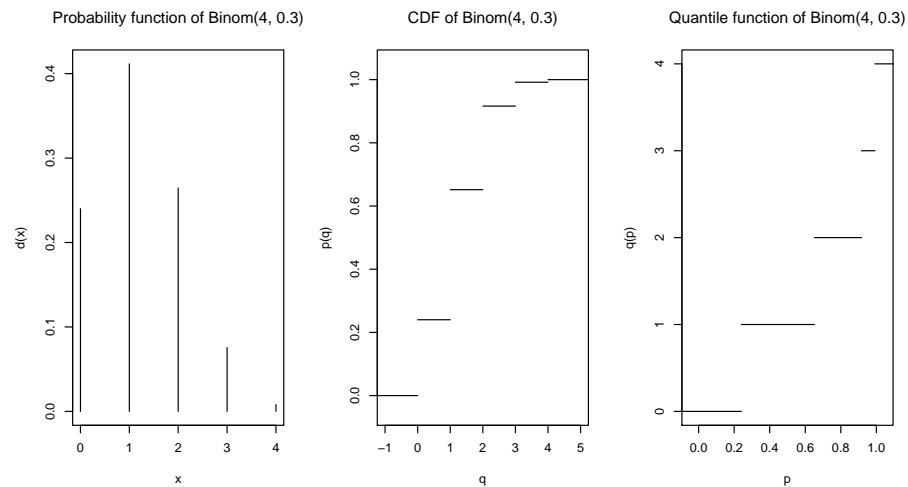 Probability function of Binom(4, 0.3)
0.4
0.3
0.2
0.1
0.0
d(x)
0 1 2 3 4
x
CDF of Binom(4, 0.3)
1.0
0.8
0.6
0.4
0.2
0.0
p(q)
−1 0 1 2 3 4 5
q
Quantile function of Binom(4, 0.3)
4
3
2
1
0
q(p)
0.0 0.2 0.4 0.6 0.8 1.0
p